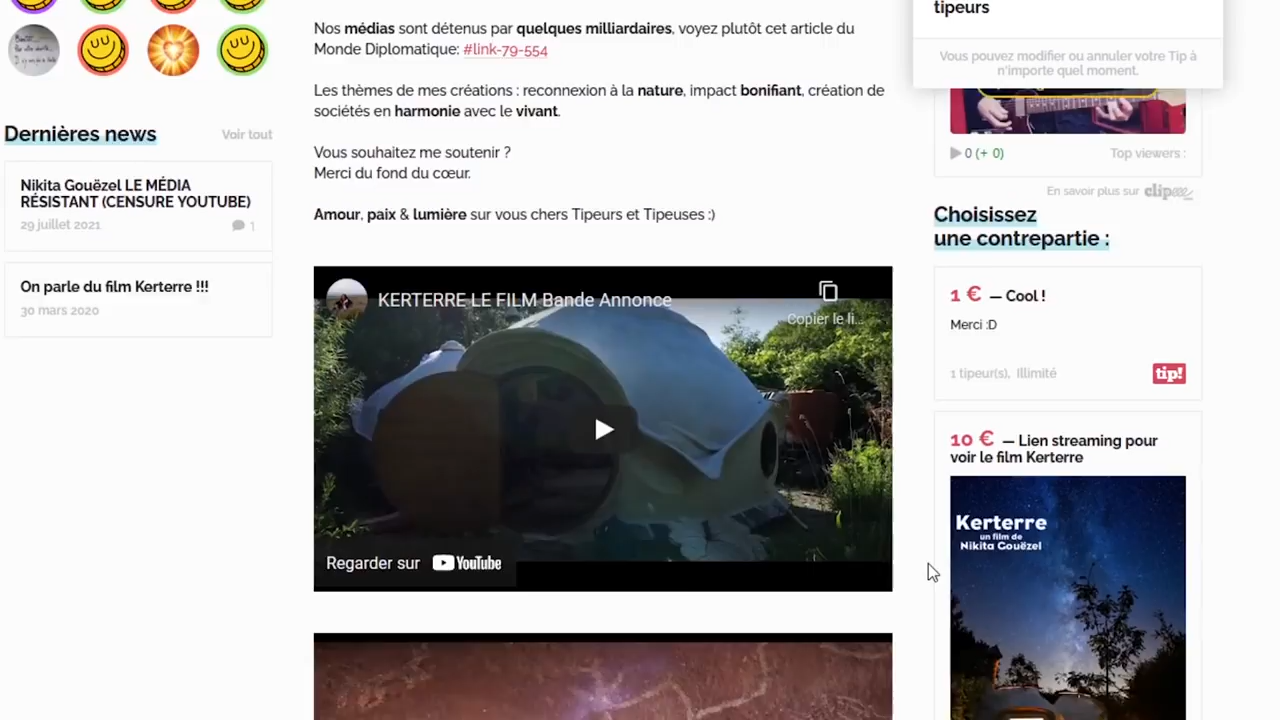 Dernières news
Voir tout
Nikita Gouëzel LE MÉDIA
RÉSISTANT (CENSURE YOUTUBE)
29 juillet 2021
1
On parle du film Kerterre !!!
30 mars 2020
Nos médias sont détenus par quelques milliardaires, voyez plutôt cet article du
Monde Diplomatique: #link-79-554
Les thèmes de mes créations : reconnexion à la nature, impact bonifiant, création de
sociétés en harmonie avec le vivant.
Vous souhaitez me soutenir ?
Merci du fond du cœur.
Amour, paix & lumière sur vous chers Tipeurs et Tipeuses :)
KERTERRE LE FILM Bande Annonce
Copier le li...
Regarder sur YouTube
tipeurs
Vous pouvez modifier ou annuler votre Tip à
n'importe quel moment.
0 (+ 0)
Top viewers :
En savoir plus sur clipeee
Choisissez
une contrepartie :
1 € — Cool !
Merci :D
1 tipeur(s), Illimité
tip!
10 € — Lien streaming pour
voir le film Kerterre
Kerterre
un film de
Nikita Gouëzel